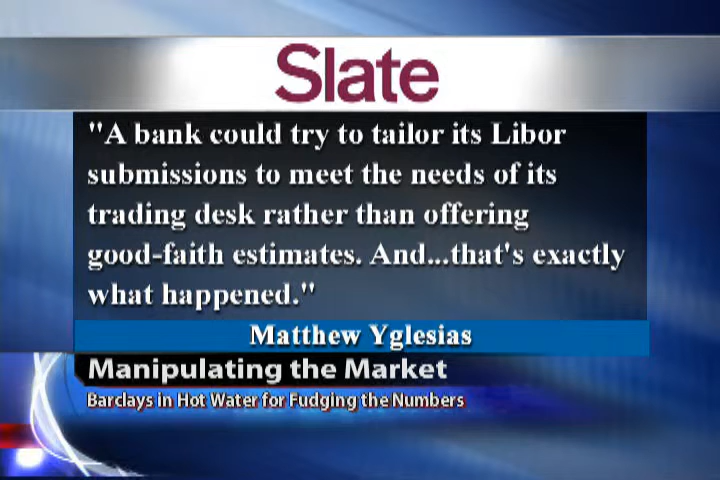 Slate
"A bank could try to tailor its Libor
submissions to meet the needs of its
trading desk rather than offering
good-faith estimates. And...that's exactly
what happened."
Matthew Yglesias
Manipulating the Market
Barclays in Hot Water for Fudging the Numbers